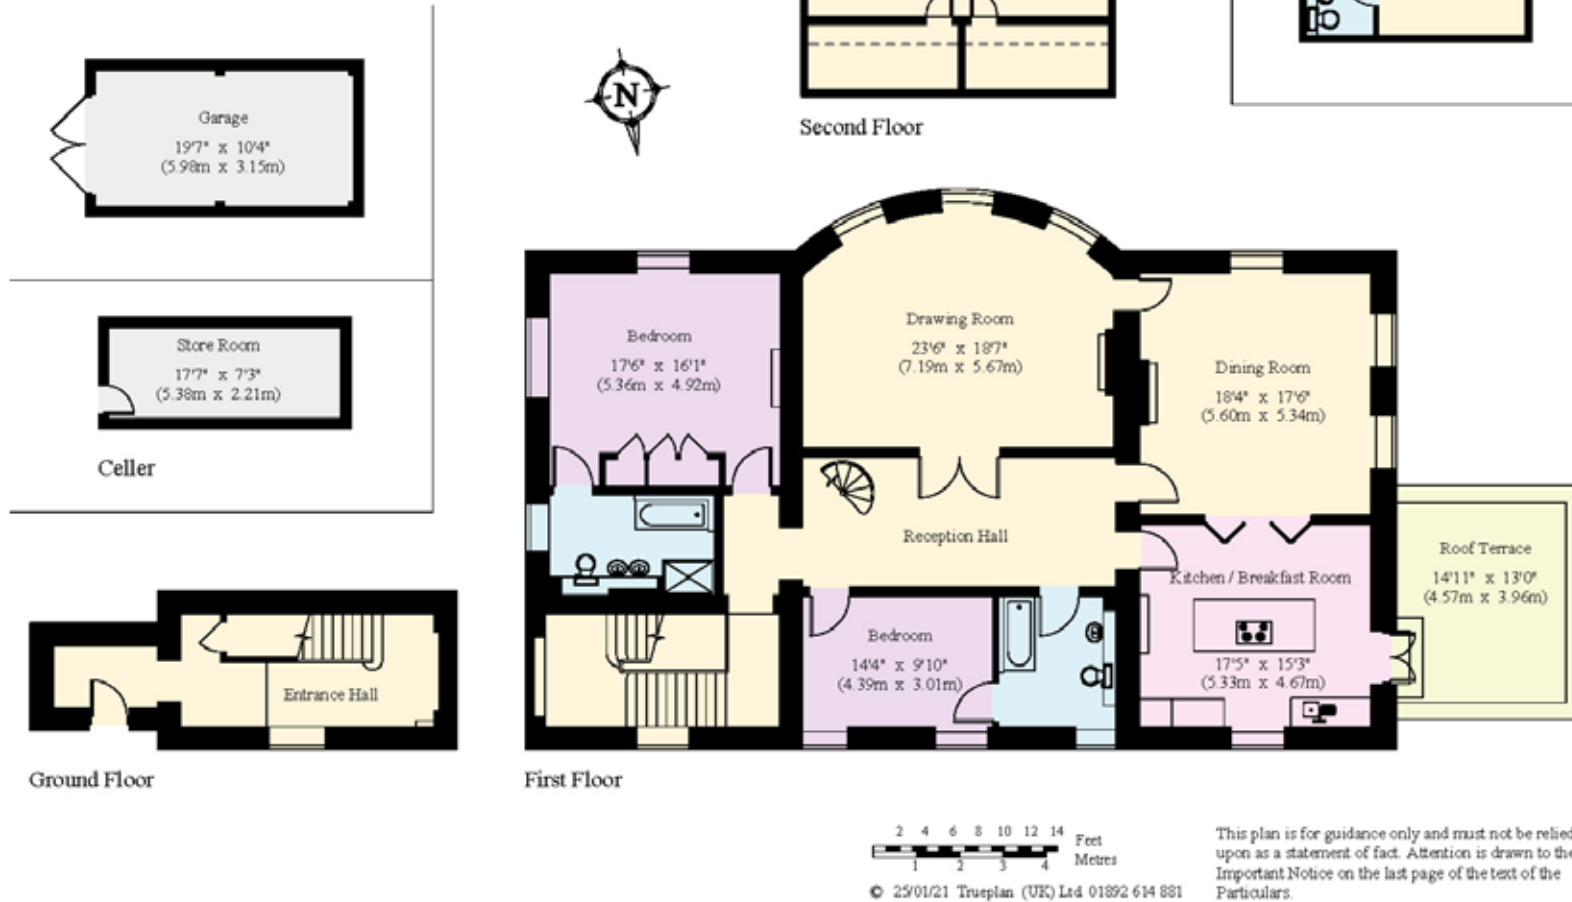 Garage
19'7" x 10'4"
(5.98m x 3.15m)
N
Second Floor
Store Room
17'7" x 7'3"
(5.38m x 2.21m)
Celler
Bedroom
17'6" x 16'1"
(5.36m x 4.92m)
Drawing Room
23'6" x 18'7"
(7.19m x 5.67m)
Dining Room
18'4" x 17'6"
(5.60m x 5.34m)
Reception Hall
Roof Terrace
14'11" x 13'0"
(4.57m x 3.96m)
Kitchen / Breakfast Room
17'5" x 15'3"
(5.33m x 4.67m)
Bedroom
14'4" x 9'10"
(4.39m x 3.01m)
Entrance Hall
Ground Floor
First Floor
2 4 6 8 10 12 14 Feet
1 2 3 4 Metres
© 25/01/21 Trueplan (UK) Ltd. 01892 614 881
This plan is for guidance only and must not be relied
upon as a statement of fact. Attention is drawn to the
Important Notice on the last page of the text of the
Particulars.